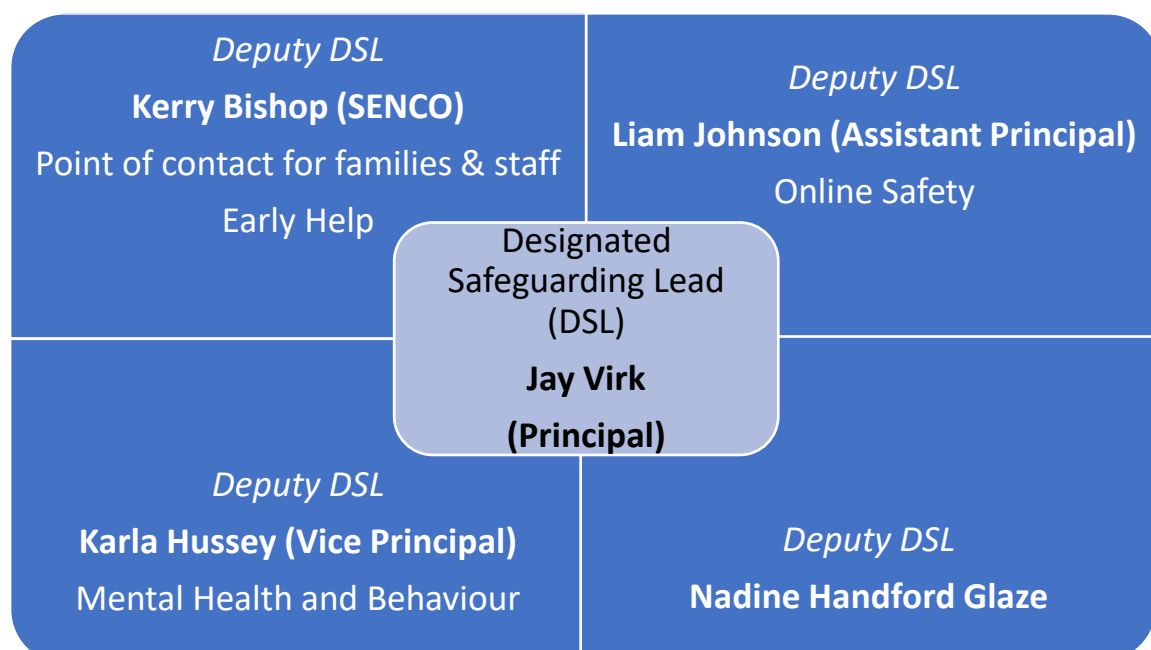 Deputy DSL
Kerry Bishop (SENCO)
Point of contact for families & staff
Early Help
Deputy DSL
Liam Johnson (Assistant Principal)
Online Safety
Designated
Safeguarding Lead
(DSL)
Jay Virk
(Principal)
Deputy DSL
Karla Hussey (Vice Principal)
Mental Health and Behaviour
Deputy DSL
Nadine Handford Glaze